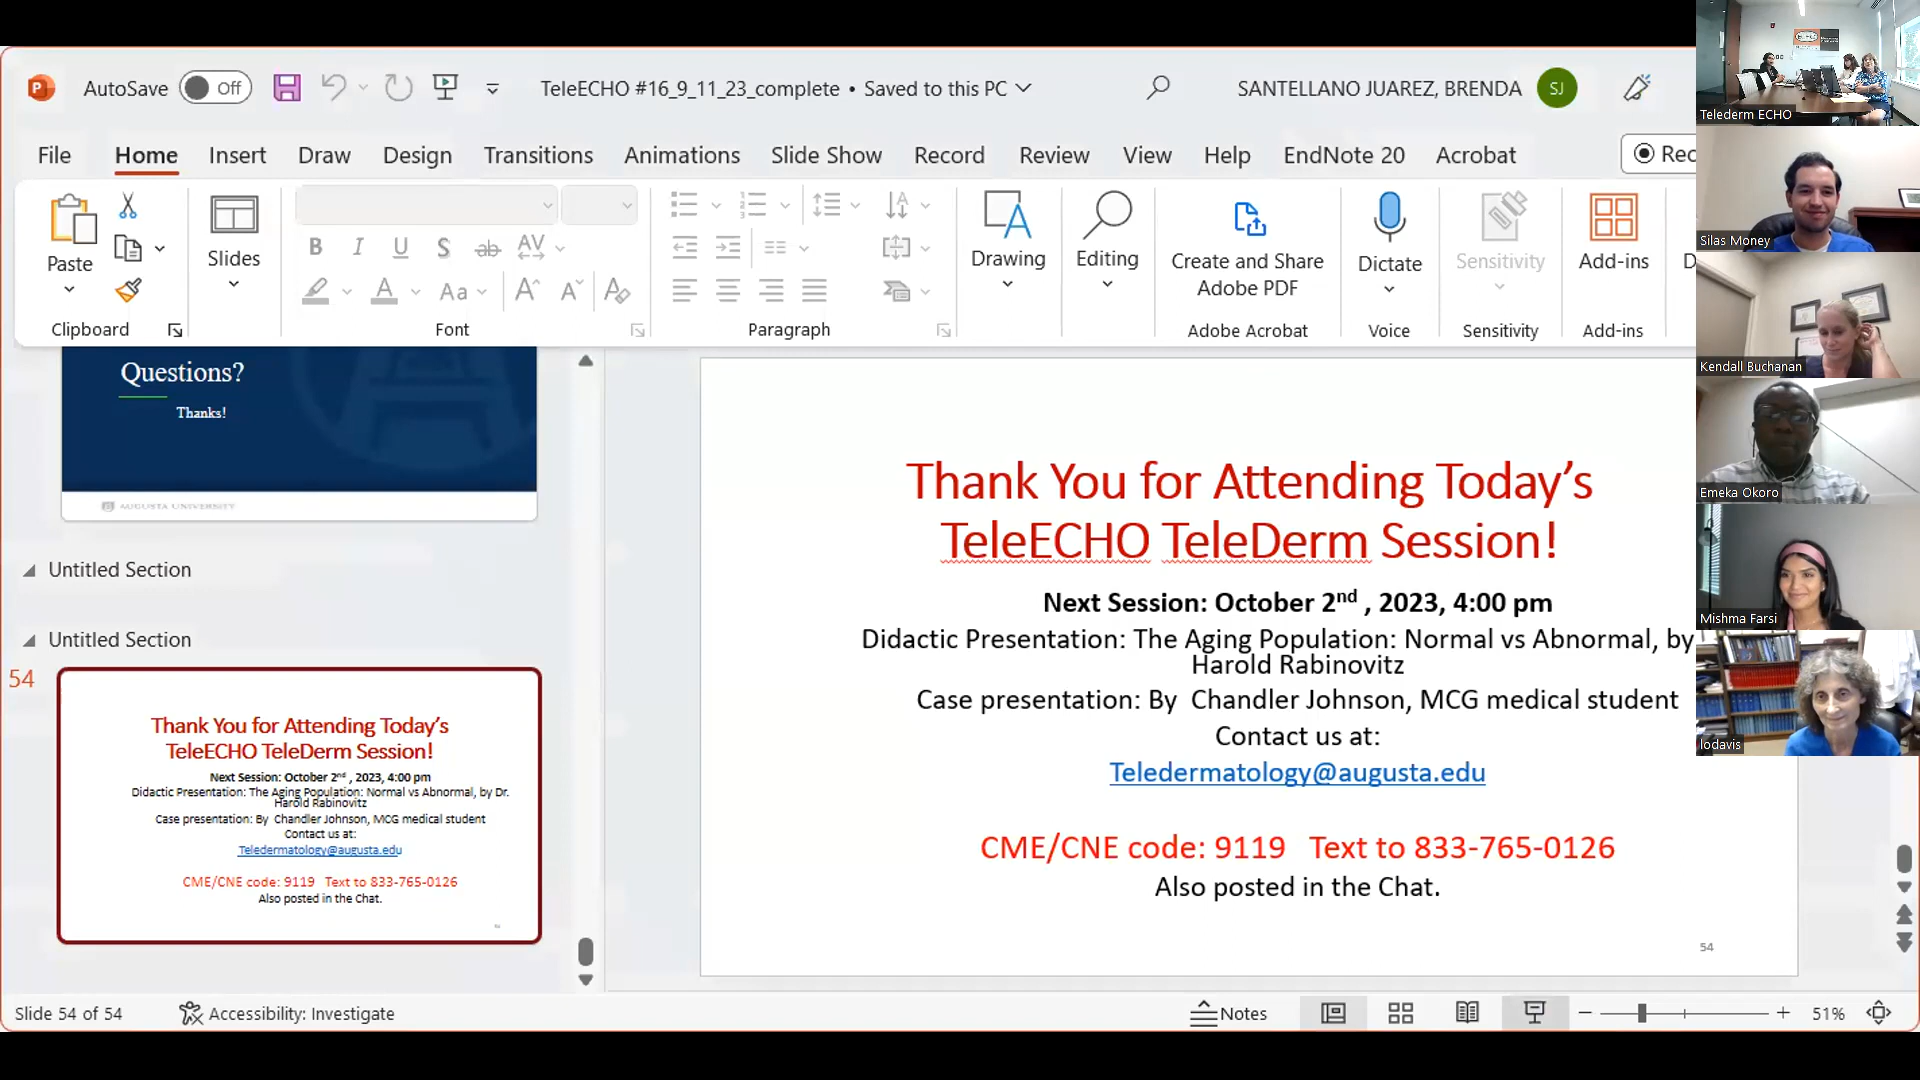 AutoSave Off TeleECHO #16_9_11_23_complete • Saved to this PC SANTELLANO JUAREZ, BRENDA SJ
File Home Insert Draw Design Transitions Animations Slide Show Record Review View Help EndNote 20 Acrobat Rec
Paste Slides Drawing Editing Create and Share Adobe PDF Dictate Sensitivity Add-ins D
Clipboard Font Paragraph Adobe Acrobat Voice Sensitivity Add-ins
Questions?
Thanks!
AUGUSTA UNIVERSITY
Untitled Section
Untitled Section
54
Thank You for Attending Today's
TeleECHO TeleDerm Session!
Next Session: October 2nd , 2023, 4:00 pm
Didactic Presentation: The Aging Population: Normal vs Abnormal, by Dr.
Harold Rabinovitz
Case presentation: By Chandler Johnson, MCG medical student
Contact us at:
Teledermatology@augusta.edu
CME/CNE code: 9119 Text to 833-765-0126
Also posted in the Chat.
Thank You for Attending Today’s
TeleECHO TeleDerm Session!
Next Session: October 2nd , 2023, 4:00 pm
Didactic Presentation: The Aging Population: Normal vs Abnormal, by
Harold Rabinovitz
Case presentation: By Chandler Johnson, MCG medical student
Contact us at:
Teledermatology@augusta.edu
CME/CNE code: 9119 Text to 833-765-0126
Also posted in the Chat.
54
Telederm ECHO
Silas Money
Kendall Buchanan
Emeka Okoro
Mishma Farsi
lodavis
Slide 54 of 54 Accessibility: Investigate Notes 51%